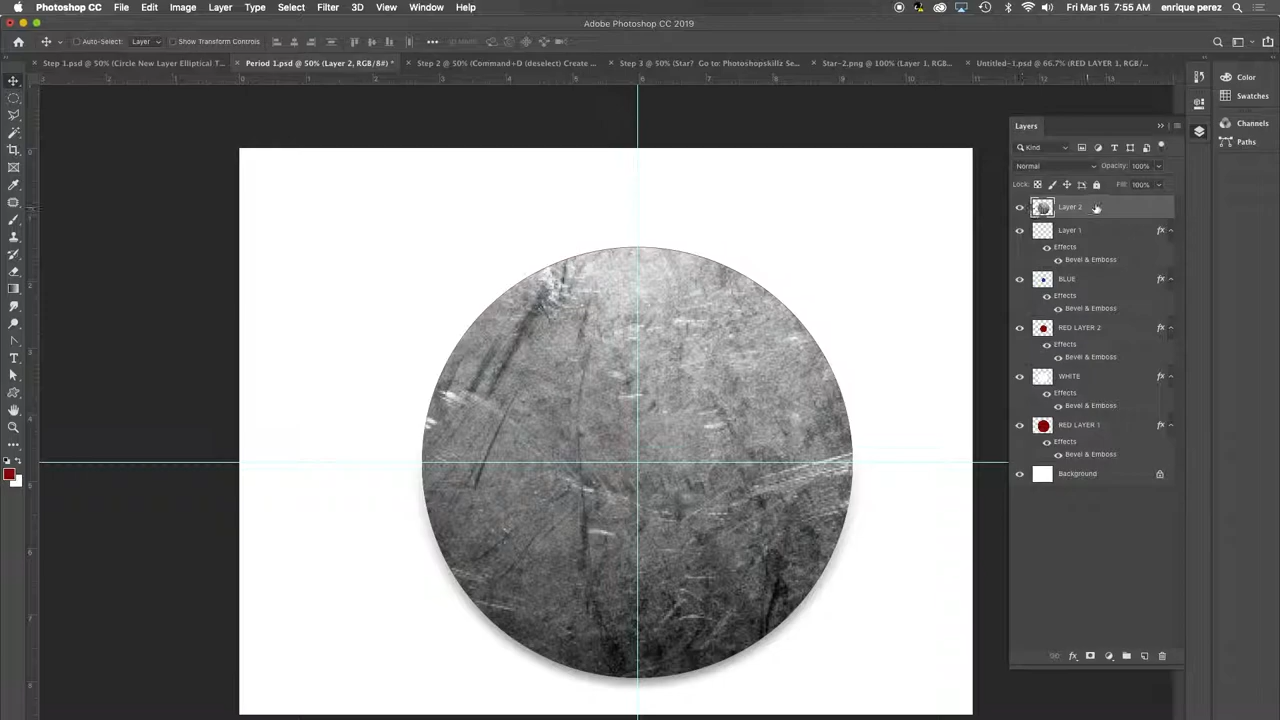 Photoshop CC File Edit Image Layer Type Select Filter 3D View Window Help Fri Mar 15 7:55 AM enrique perez
Adobe Photoshop CC 2019
Auto-Select: Layer Show Transform Controls
Step 1.psd @ 50% (Circle New Layer Elliptical) T... Period 1.psd @ 50% (Layer 2, RGB/8#) * Step 2 @ 50% (Command+D (deselect) Create ... Step 3 @ 50% (Star? Go to: Photoshopskillz Se... Star-2.png @ 100% (Layer 1, RGB... Untitled-1.psd @ 66.7% (RED LAYER 1, RGB/...
Color
Swatches
Channels
Paths
Layers
Kind
Normal Opacity: 100%
Lock: Fill: 100%
Layer 2
Layer 1 fx
Effects
Bevel & Emboss
BLUE fx
Effects
Bevel & Emboss
RED LAYER 2 fx
Effects
Bevel & Emboss
WHITE fx
Effects
Bevel & Emboss
RED LAYER 1 fx
Effects
Bevel & Emboss
Background
fx